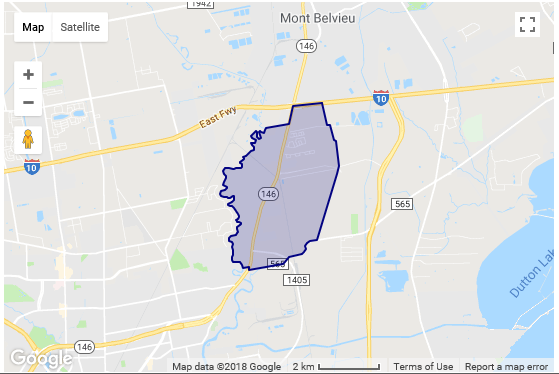 1942
Mont Belvieu
Map Satellite
146
10
East Fwy
10
146
565
565
1405
Dutton Lak
146
Google
Map data ©2018 Google 2 km Terms of Use Report a map error